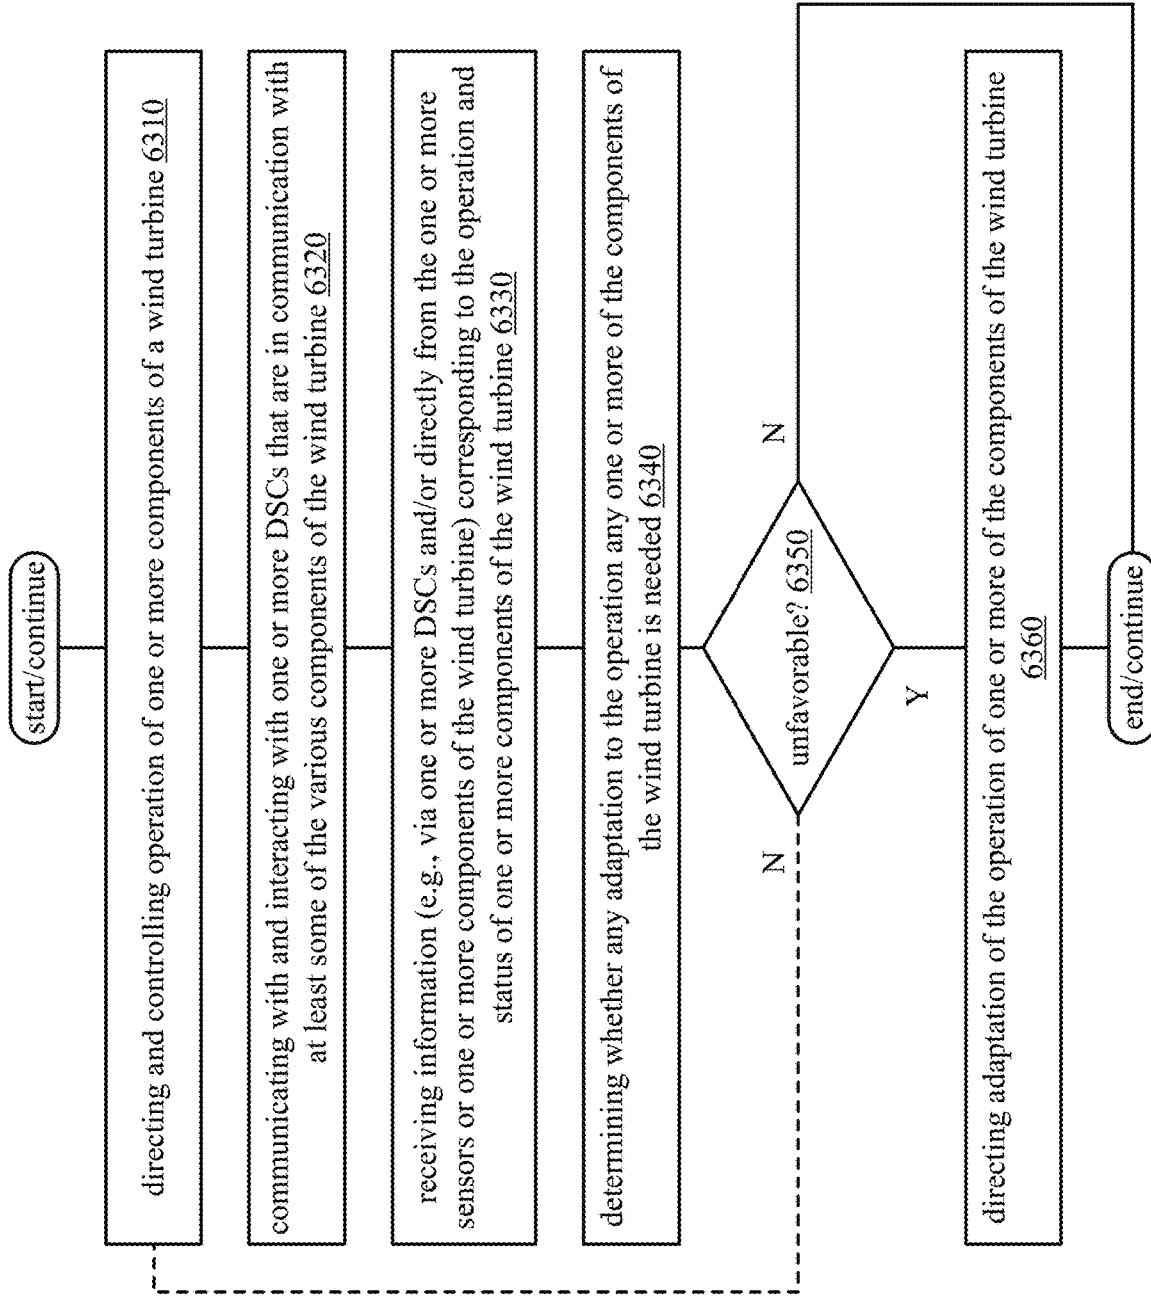 start/continue
directing and controlling operation of one or more components of a wind turbine 6310
communicating with and interacting with one or more DSCs that are in communication with
at least some of the various components of the wind turbine 6320
receiving information (e.g., via one or more DSCs and/or directly from the one or more
sensors or one or more components of the wind turbine) corresponding to the operation and
status of one or more components of the wind turbine 6330
determining whether any adaptation to the operation any one or more of the components of
the wind turbine is needed 6340
N
unfavorable? 6350
N
Y
directing adaptation of the operation of one or more of the components of the wind turbine
6360
end/continue